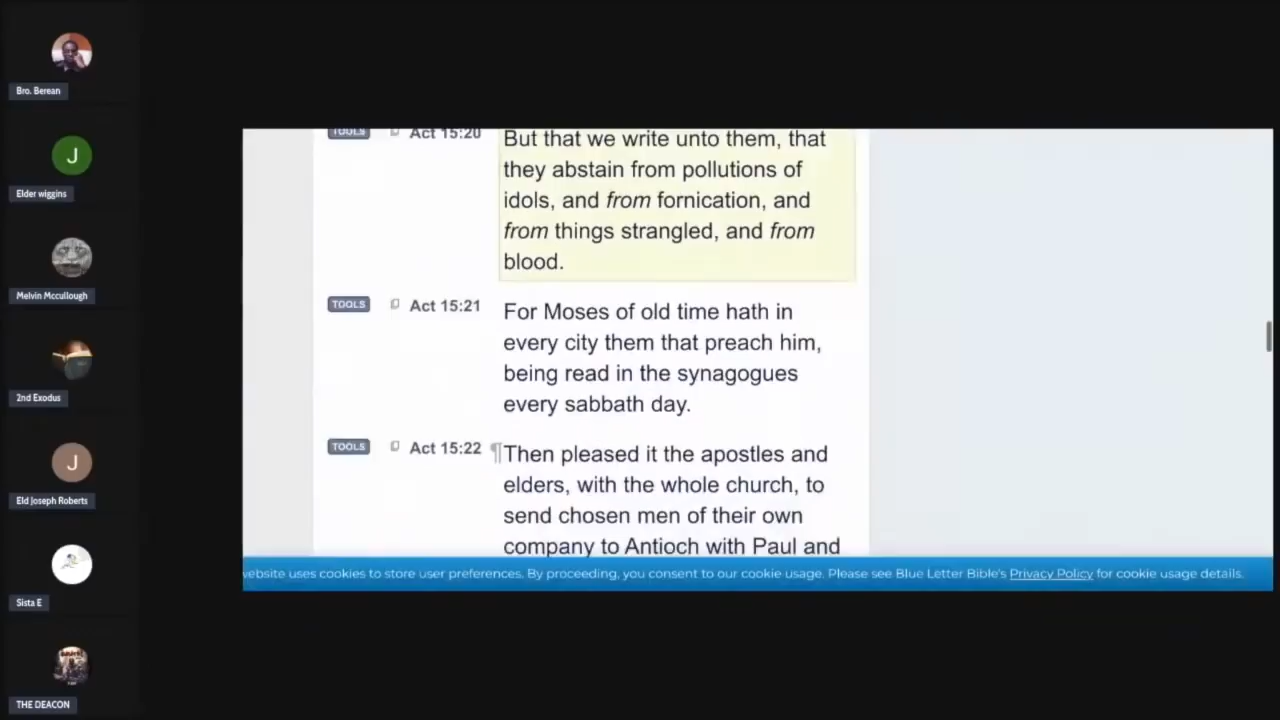 Bro. Berean
J
Elder wiggins
Melvin Mccullough
2nd Exodus
J
Eld Joseph Roberts
Sista E
THE DEACON
TOOLS Act 15:20 But that we write unto them, that
they abstain from pollutions of
idols, and from fornication, and
from things strangled, and from
blood.
TOOLS Act 15:21 For Moses of old time hath in
every city them that preach him,
being read in the synagogues
every sabbath day.
TOOLS Act 15:22 ¶Then pleased it the apostles and
elders, with the whole church, to
send chosen men of their own
company to Antioch with Paul and
ebsite uses cookies to store user preferences. By proceeding, you consent to our cookie usage. Please see Blue Letter Bible's Privacy Policy for cookie usage details.